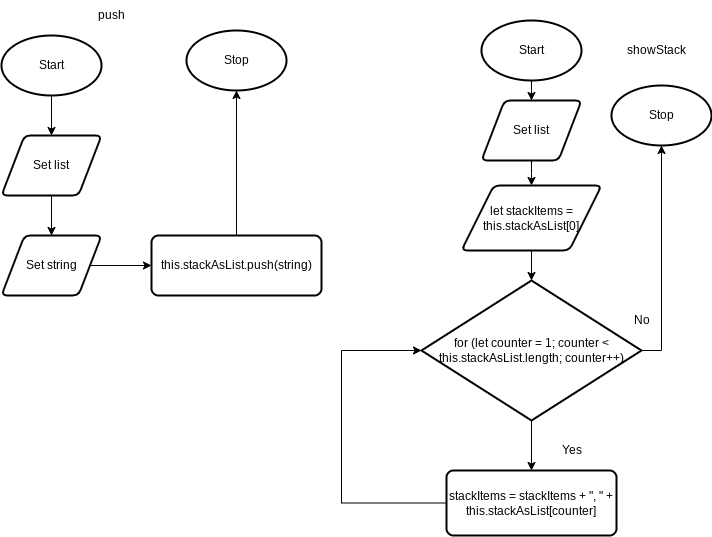 push
Start
Stop
Set list
Set string
this.stackAsList.push(string)
showStack
Start
Stop
Set list
let stackItems =
this.stackAsList[0]
for (let counter = 1; counter <
this.stackAsList.length; counter++)
No
Yes
stackItems = stackItems + ", " +
this.stackAsList[counter]